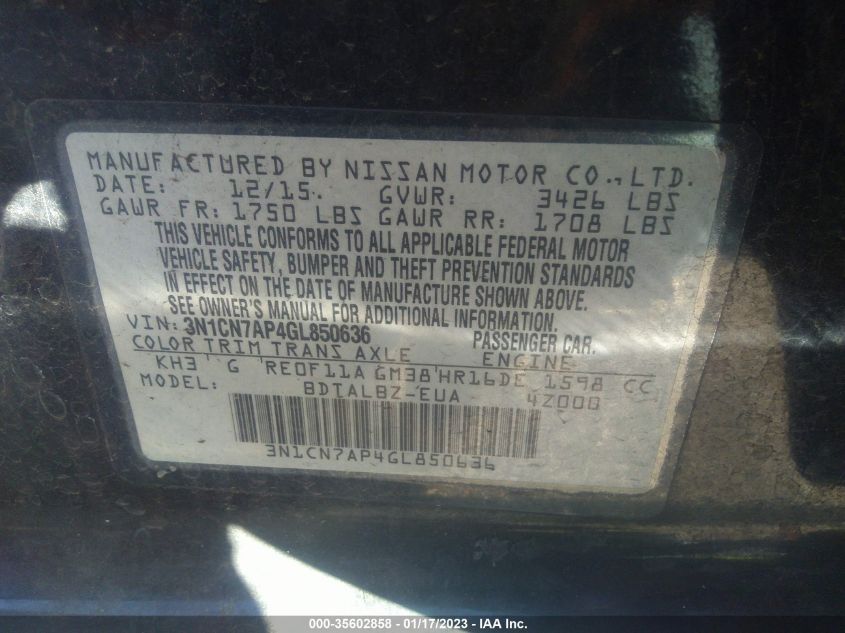 MANUFACTURED BY NISSAN MOTOR CO., LTD.
DATE: 12/15. GVWR: 3426 LBS
GAWR FR: 1750 LBS GAWR RR: 1708 LBS
THIS VEHICLE CONFORMS TO ALL APPLICABLE FEDERAL MOTOR
VEHICLE SAFETY, BUMPER AND THEFT PREVENTION STANDARDS
IN EFFECT ON THE DATE OF MANUFACTURE SHOWN ABOVE.
SEE OWNER'S MANUAL FOR ADDITIONAL INFORMATION.
VIN: 3N1CN7AP4GL850636 PASSENGER CAR.
COLOR TRIM TRANS AXLE ENGINE
KH3 ' G 'RE0F11A GM38'HR16DE 1598 CC
MODEL: BDTALBZ-EUA 4Z000
3N1CN7AP4GL850636
000-35602858 - 01/17/2023 - IAA Inc.